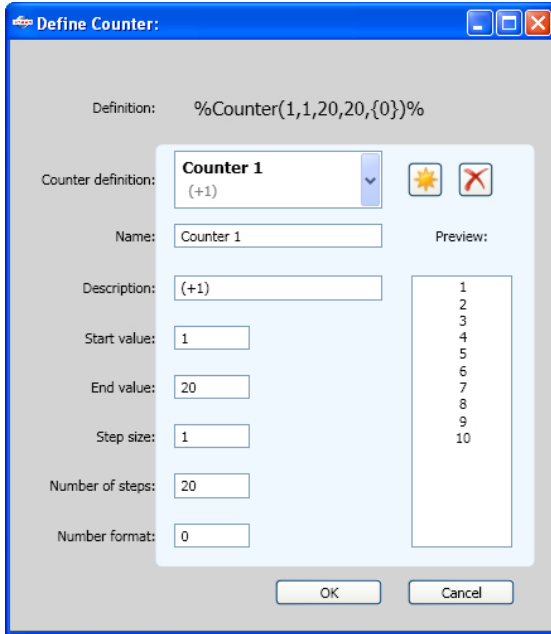 Define Counter:
Definition: %Counter(1,1,20,20,{0})%
Counter definition: Counter 1
(+1)
Name: Counter 1 Preview:
Description: (+1)
Start value: 1
End value: 20
Step size: 1
Number of steps: 20
Number format: 0
1
2
3
4
5
6
7
8
9
10
OK Cancel